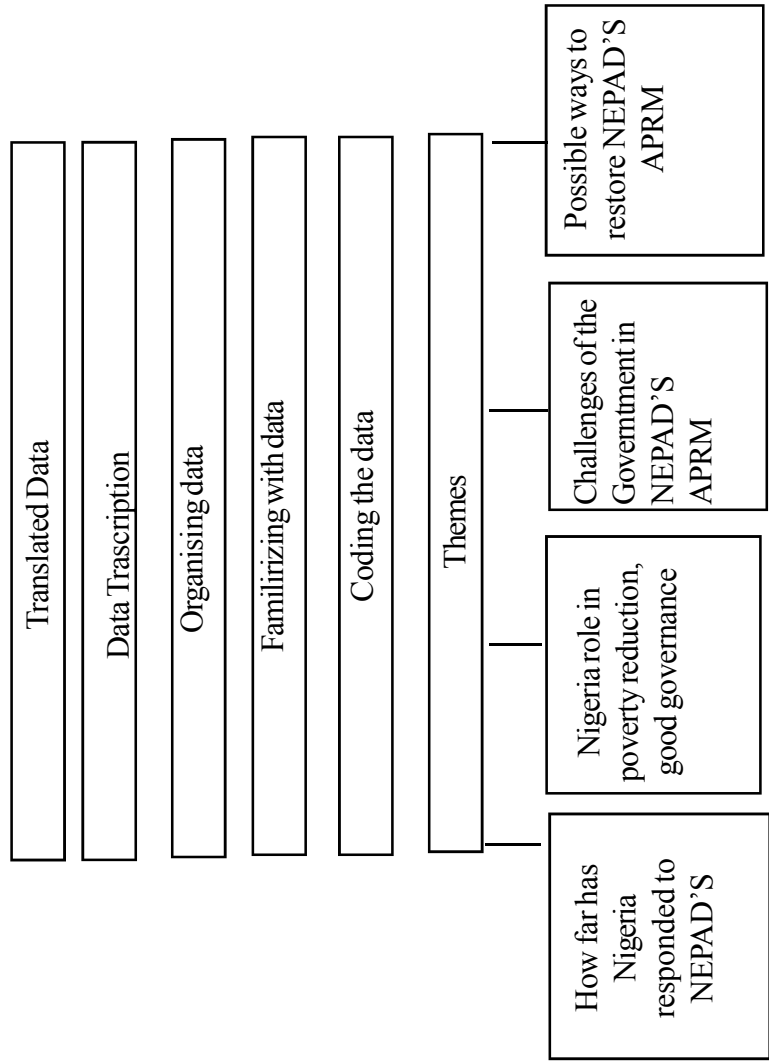 Translated Data
Data Trascription
Organising data
Familirizing with data
Coding the data
Themes
How far has
Nigeria
responded to
NEPAD'S
Nigeria role in
poverty reduction,
good governance
Challenges of the
Governtment in
NEPAD'S
APRM
Possible ways to
restore NEPAD'S
APRM